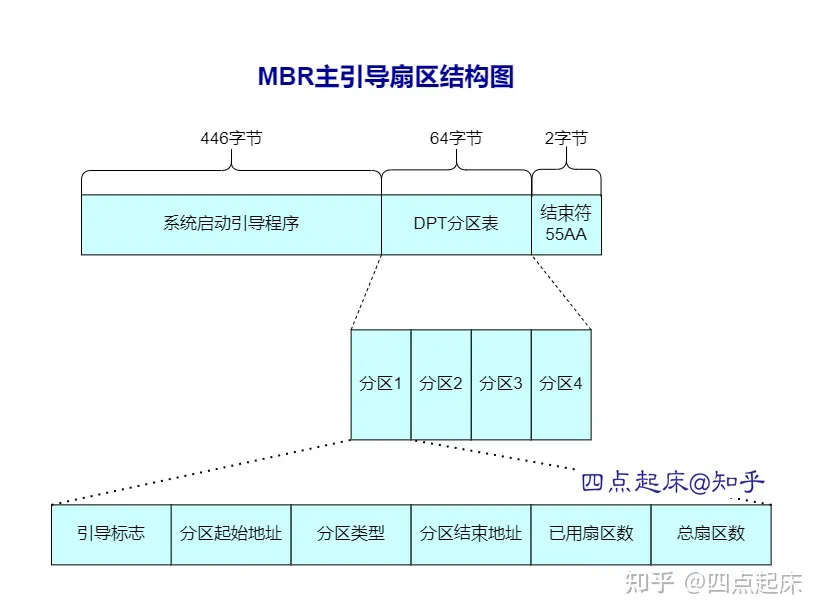 MBR主引导扇区结构图
446字节
64字节
2字节
系统启动引导程序
DPT分区表
结束符
55AA
分区1
分区2
分区3
分区4
四点起床@知乎
引导标志
分区起始地址
分区类型
分区结束地址
已用扇区数
总扇区数
知乎 @四点起床